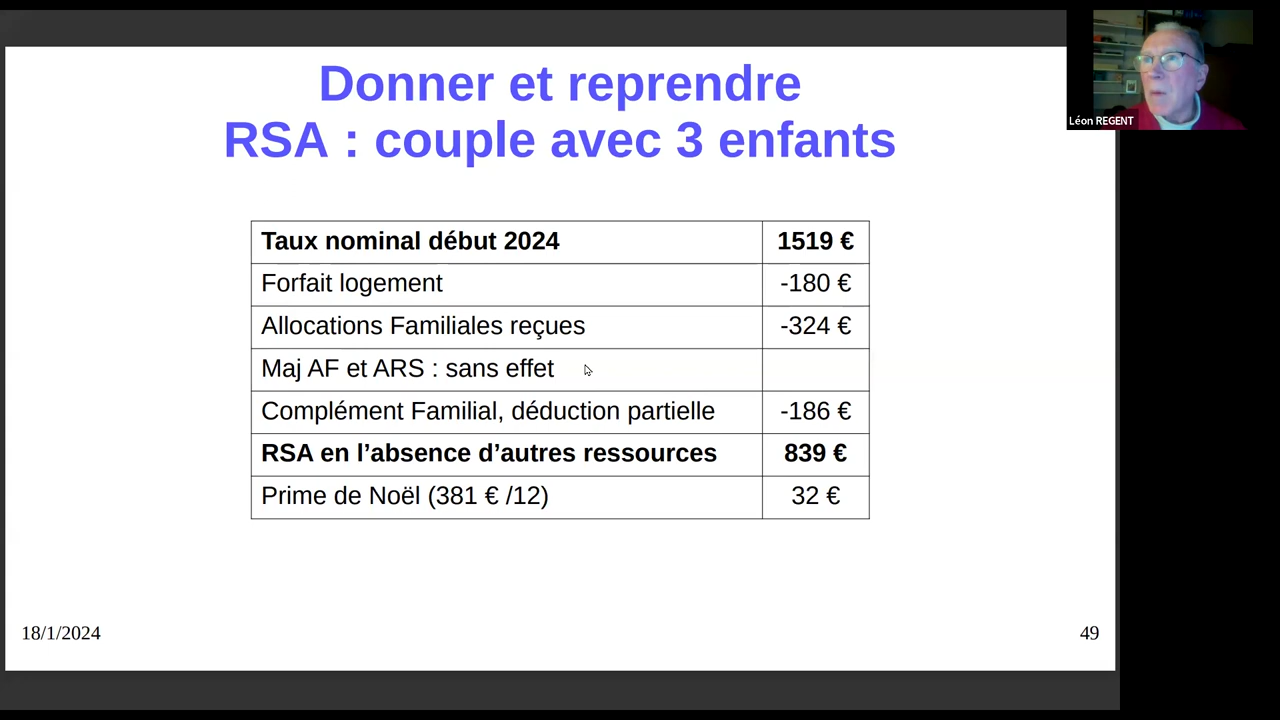 Donner et reprendre
RSA : couple avec 3 enfants
Léon REGENT
Taux nominal début 2024 1519 €
Forfait logement -180 €
Allocations Familiales reçues -324 €
Maj AF et ARS : sans effet
Complément Familial, déduction partielle -186 €
RSA en l’absence d’autres ressources 839 €
Prime de Noël (381 € /12) 32 €
18/1/2024 49